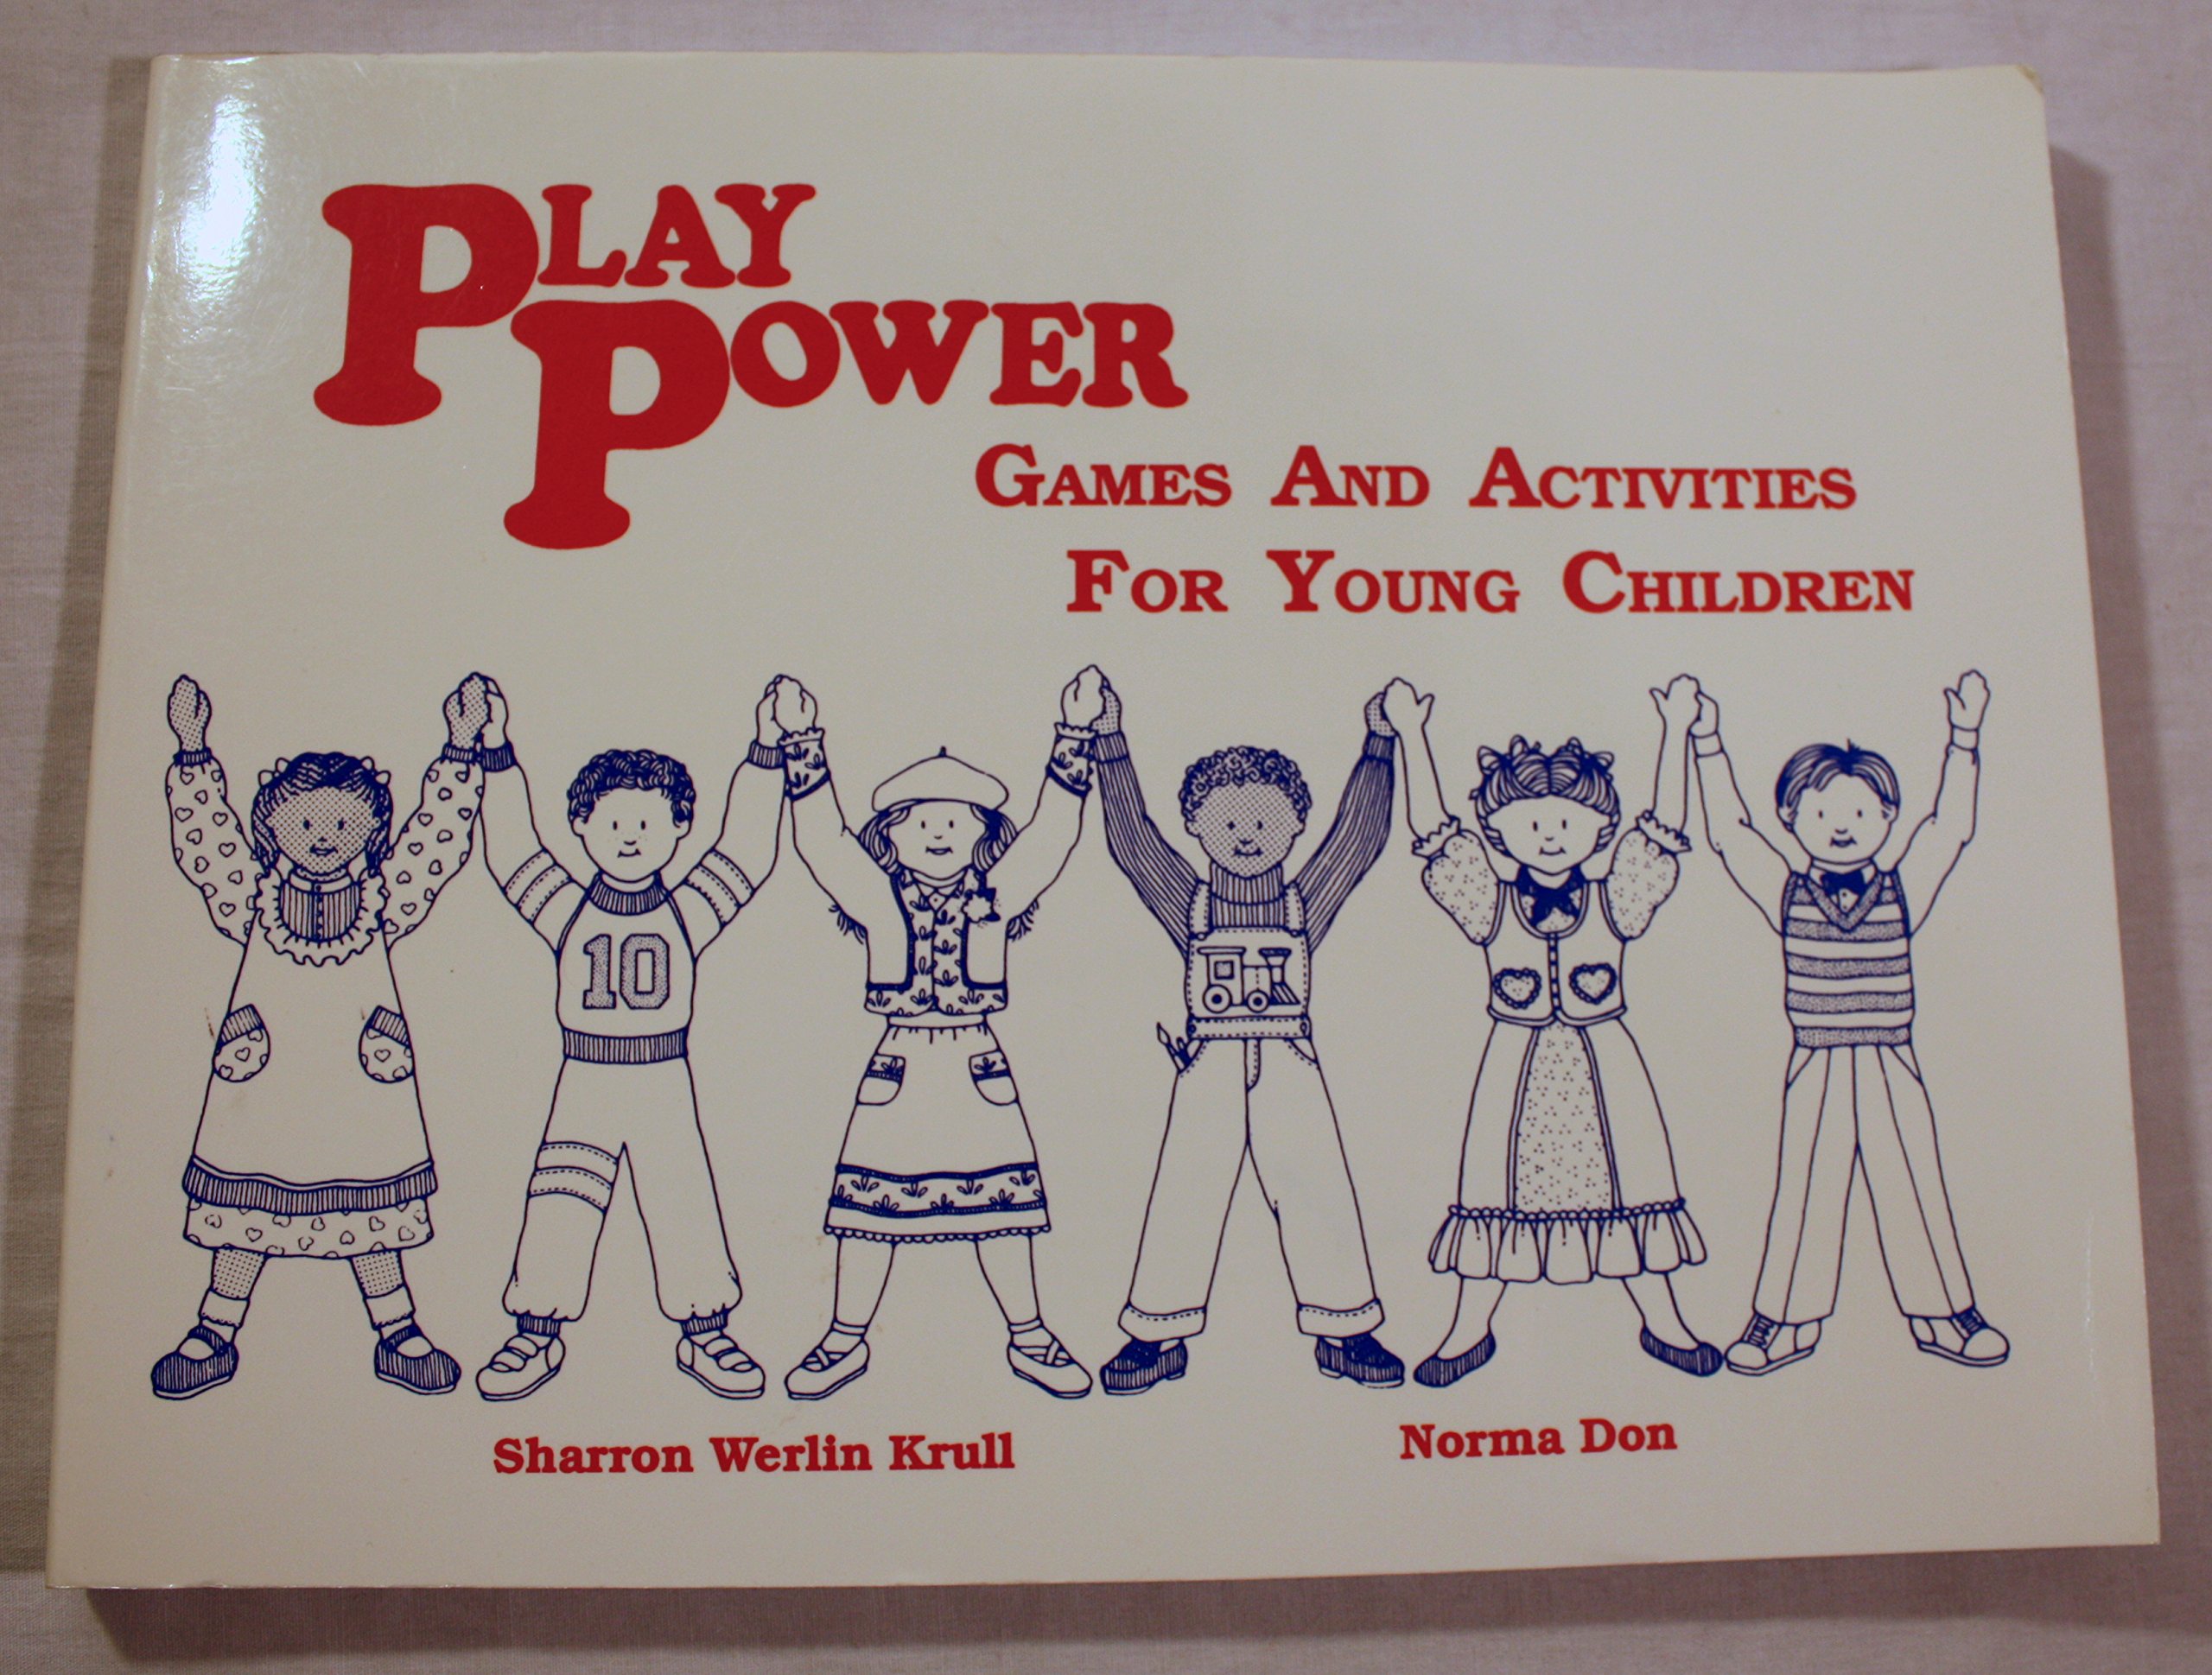 PLAY
POWER
GAMES AND ACTIVITIES
FOR YOUNG CHILDREN
10
Sharron Werlin Krull
Norma Don